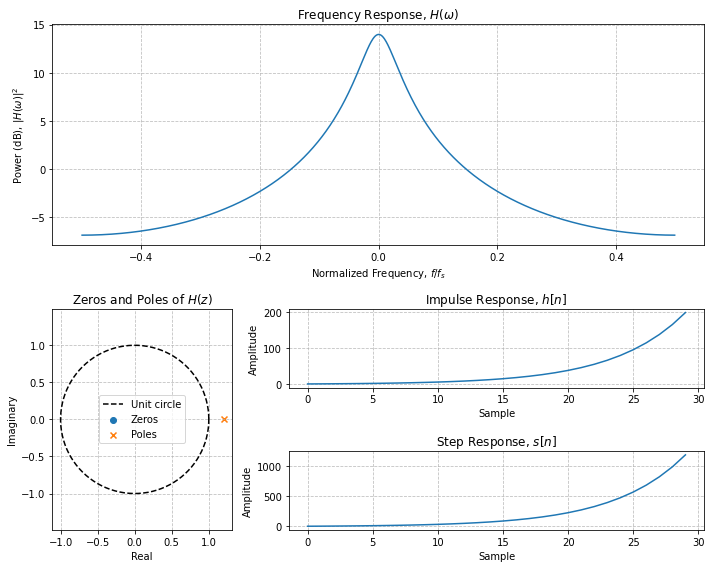 Frequency Response, H(ω)
Power (dB), |H(ω)|²
15
10
5
0
−5
−0.4 −0.2 0.0 0.2 0.4
Normalized Frequency, f/fₛ
Zeros and Poles of H(z)
Imaginary
1.0
0.5
0.0
−0.5
−1.0
Unit circle
Zeros
Poles
−1.0 −0.5 0.0 0.5 1.0
Real
Impulse Response, h[n]
Amplitude
200
100
0
0 5 10 15 20 25 30
Sample
Step Response, s[n]
Amplitude
1000
500
0
0 5 10 15 20 25 30
Sample